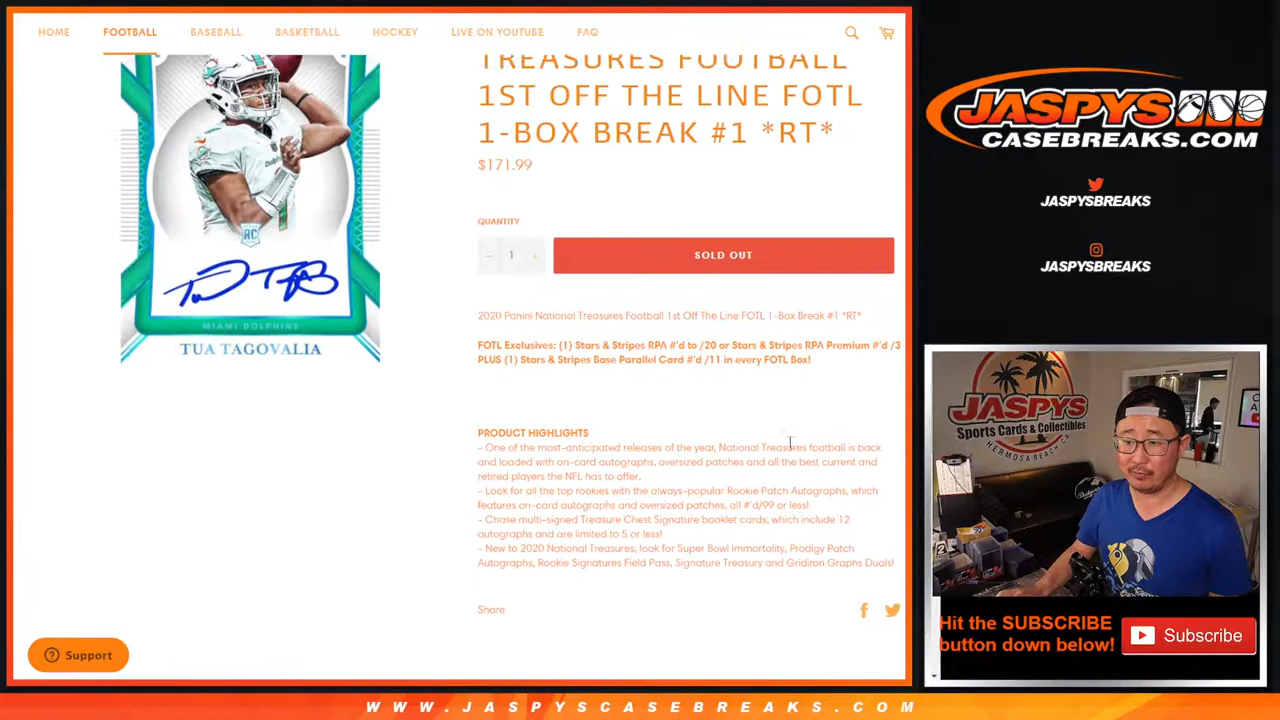 HOME FOOTBALL BASEBALL BASKETBALL HOCKEY LIVE ON YOUTUBE FAQ
TREASURES FOOTBALL
1ST OFF THE LINE FOTL
1-BOX BREAK #1 *RT*
$171.99
QUANTITY
− 1 +
SOLD OUT
2020 Panini National Treasures Football 1st Off The Line FOTL 1-Box Break #1 *RT*
FOTL Exclusives: (1) Stars & Stripes RPA #'d to /20 or Stars & Stripes RPA Premium #'d /3
PLUS (1) Stars & Stripes Base Parallel Card #'d /11 in every FOTL Box!
PRODUCT HIGHLIGHTS
- One of the most-anticipated releases of the year, National Treasures football is back
and loaded with on-card autographs, oversized patches and all the best current and
retired players the NFL has to offer.
- Look for all the top rookies with the always-popular Rookie Patch Autographs, which
features on-card autographs and oversized patches, all #'d/99 or less!
- Chase multi-signed Treasure Chest Signature booklet cards, which include 12
autographs and are limited to 5 or less!
- New to 2020 National Treasures, look for Super Bowl Immortality, Prodigy Patch
Autographs, Rookie Signatures Field Pass, Signature Treasury and Gridiron Graphs Duals!
Share
Support
RC
MIAMI DOLPHINS
TUA TAGOVAILOA
JASPYS
CASEBREAKS.COM
JASPYSBREAKS
JASPYSBREAKS
JASPYS
Sports Cards & Collectibles
HERMOSA BEACH, CA
Hit the SUBSCRIBE
button down below!
Subscribe
WWW.JASPYSCASEBREAKS.COM